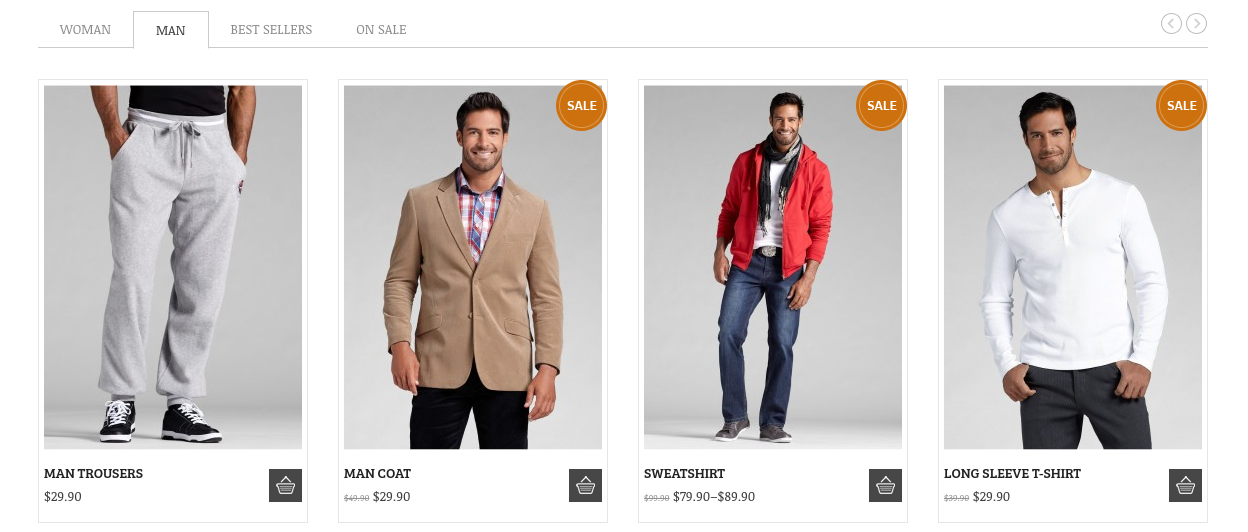 WOMAN MAN BEST SELLERS ON SALE
SALE SALE SALE
MAN TROUSERS
$29.90
MAN COAT
$49.90 $29.90
SWEATSHIRT
$99.90 $79.90–$89.90
LONG SLEEVE T-SHIRT
$39.90 $29.90